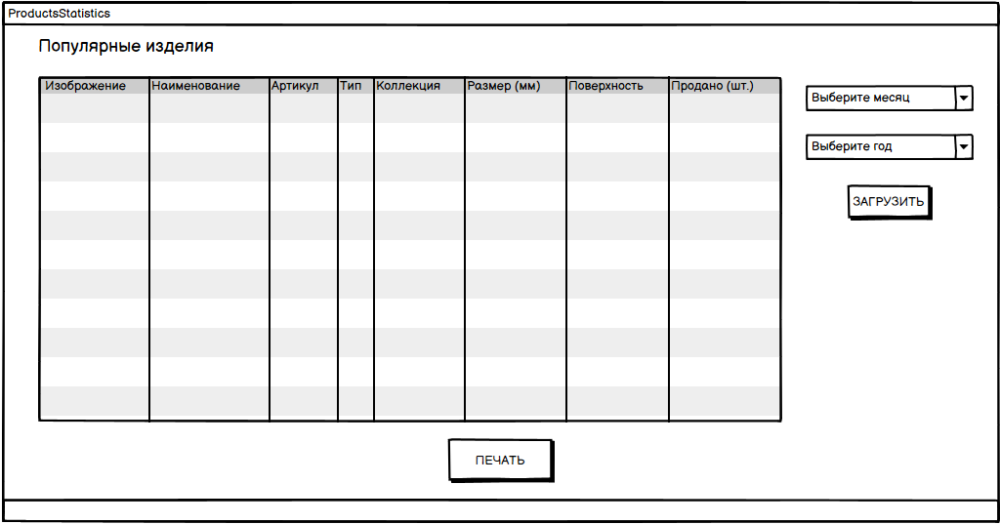 ProductsStatistics
Популярные изделия
Изображение Наименование Артикул Тип Коллекция Размер (мм) Поверхность Продано (шт.)
Выберите месяц
Выберите год
ЗАГРУЗИТЬ
ПЕЧАТЬ